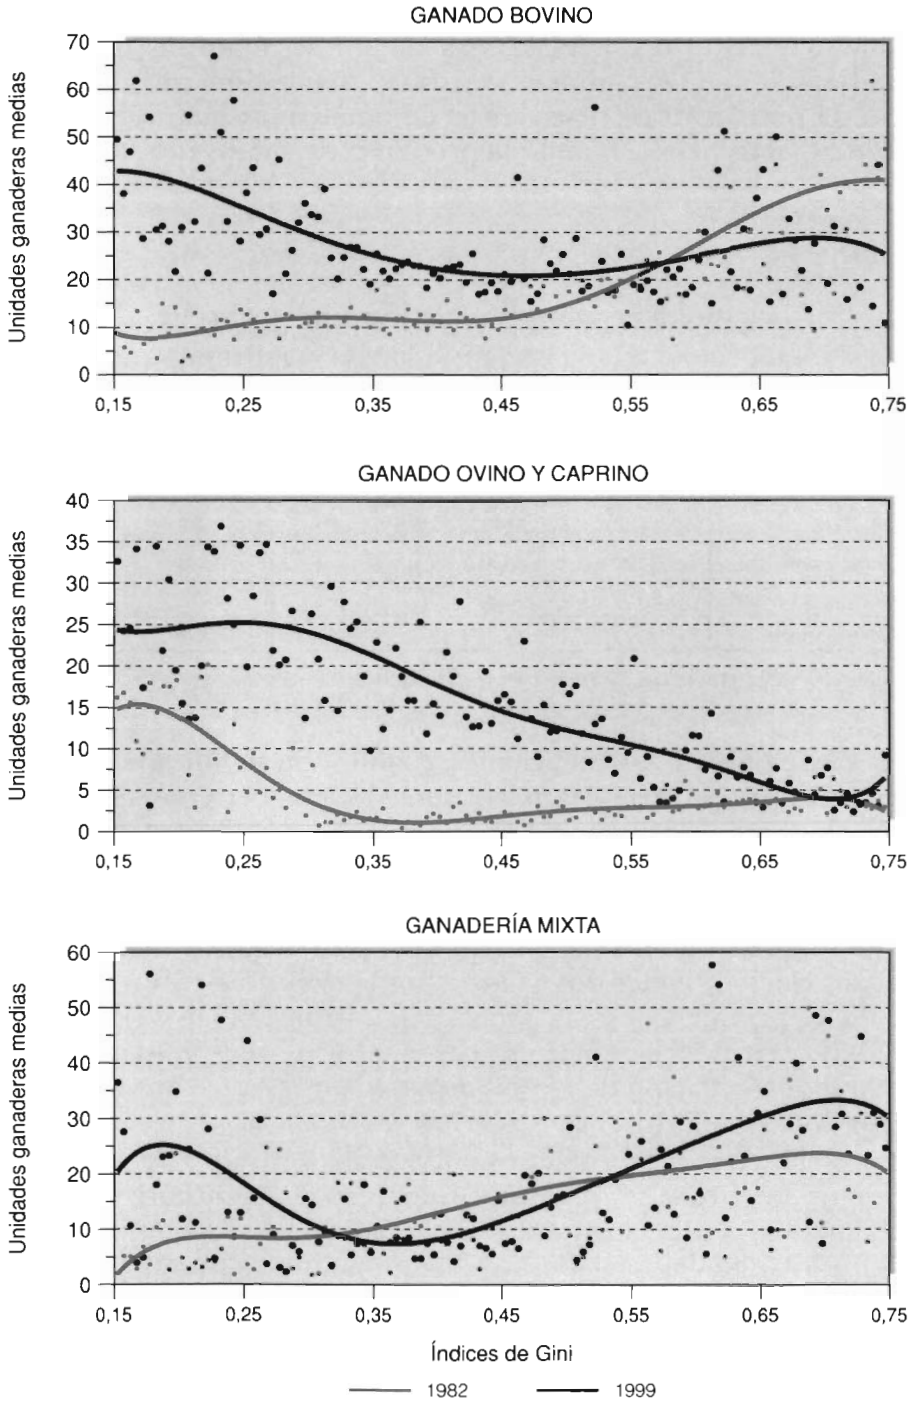 GANADO BOVINO
Unidades ganaderas medias
70
60
50
40
30
20
10
0
0,15 0,25 0,35 0,45 0,55 0,65 0,75
GANADO OVINO Y CAPRINO
Unidades ganaderas medias
40
35
30
25
20
15
10
5
0
0,15 0,25 0,35 0,45 0,55 0,65 0,75
GANADERÍA MIXTA
Unidades ganaderas medias
60
50
40
30
20
10
0
0,15 0,25 0,35 0,45 0,55 0,65 0,75
Índices de Gini
1982 1999